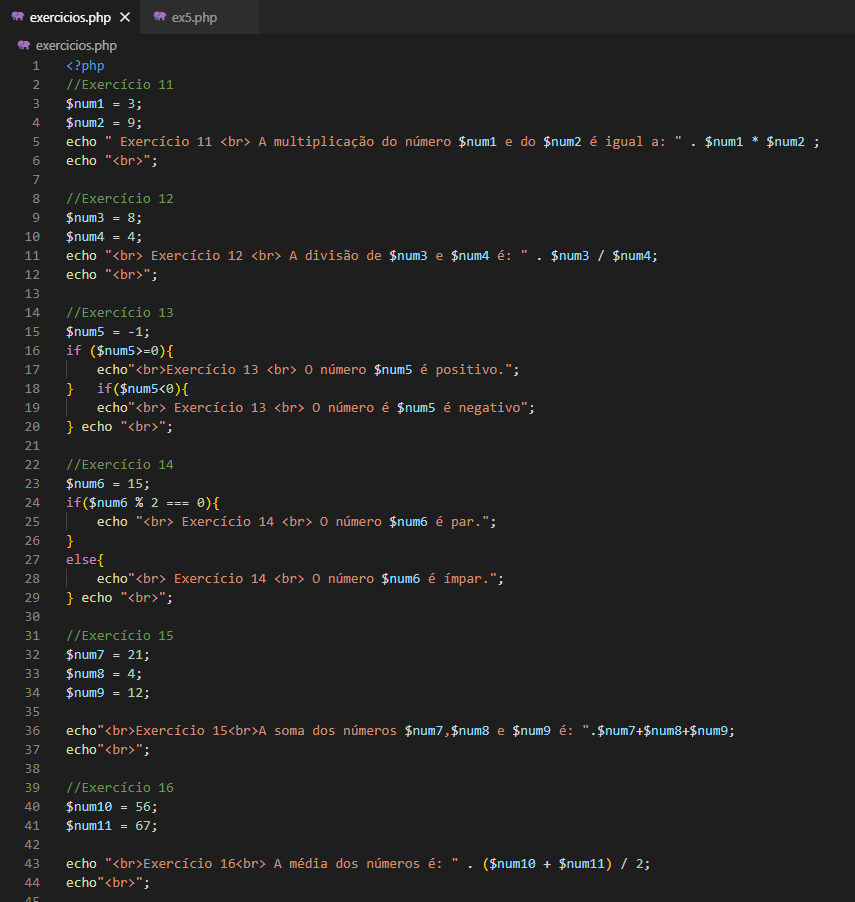 exercicios.php ✕ ex5.php
exercicios.php
1 <?php
2 //Exercício 11
3 $num1 = 3;
4 $num2 = 9;
5 echo " Exercício 11 <br> A multiplicação do número $num1 e do $num2 é igual a: " . $num1 * $num2 ;
6 echo "<br>";
7
8 //Exercício 12
9 $num3 = 8;
10 $num4 = 4;
11 echo "<br> Exercício 12 <br> A divisão de $num3 e $num4 é: " . $num3 / $num4;
12 echo "<br>";
13
14 //Exercício 13
15 $num5 = -1;
16 if ($num5>=0){
17     echo"<br>Exercício 13 <br> O número $num5 é positivo.";
18 }   if($num5<0){
19     echo"<br> Exercício 13 <br> O número é $num5 é negativo";
20 } echo "<br>";
21
22 //Exercício 14
23 $num6 = 15;
24 if($num6 % 2 === 0){
25     echo "<br> Exercício 14 <br> O número $num6 é par.";
26 }
27 else{
28     echo"<br> Exercício 14 <br> O número $num6 é ímpar.";
29 } echo "<br>";
30
31 //Exercício 15
32 $num7 = 21;
33 $num8 = 4;
34 $num9 = 12;
35
36 echo"<br>Exercício 15<br>A soma dos números $num7,$num8 e $num9 é: ".$num7+$num8+$num9;
37 echo"<br>";
38
39 //Exercício 16
40 $num10 = 56;
41 $num11 = 67;
42
43 echo "<br>Exercício 16<br> A média dos números é: " . ($num10 + $num11) / 2;
44 echo"<br>";
45